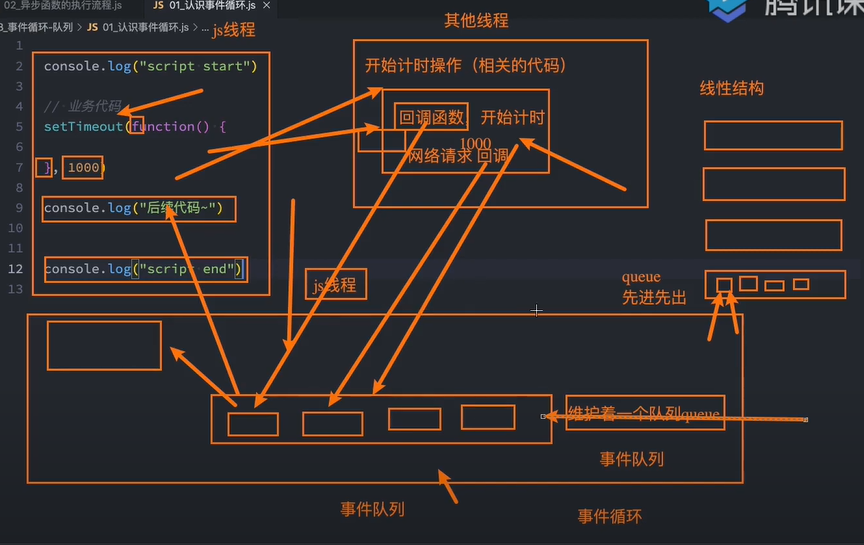 02_异步函数的执行流程.js
JS 01_认识事件循环.js ×
事件循环-队列 > JS 01_认识事件循环.js > ...
js线程
腾讯课
1
2 console.log("script start")
3
4 // 业务代码
5 setTimeout(function() {
6
7 }, 1000)
8
9 console.log("后续代码~")
10
11
12 console.log("script end")
13
其他线程
开始计时操作（相关的代码）
回调函数 开始计时
1000
网络请求 回调
线性结构
queue
先进先出
js线程
维护着一个队列queue
事件队列
事件队列
事件循环